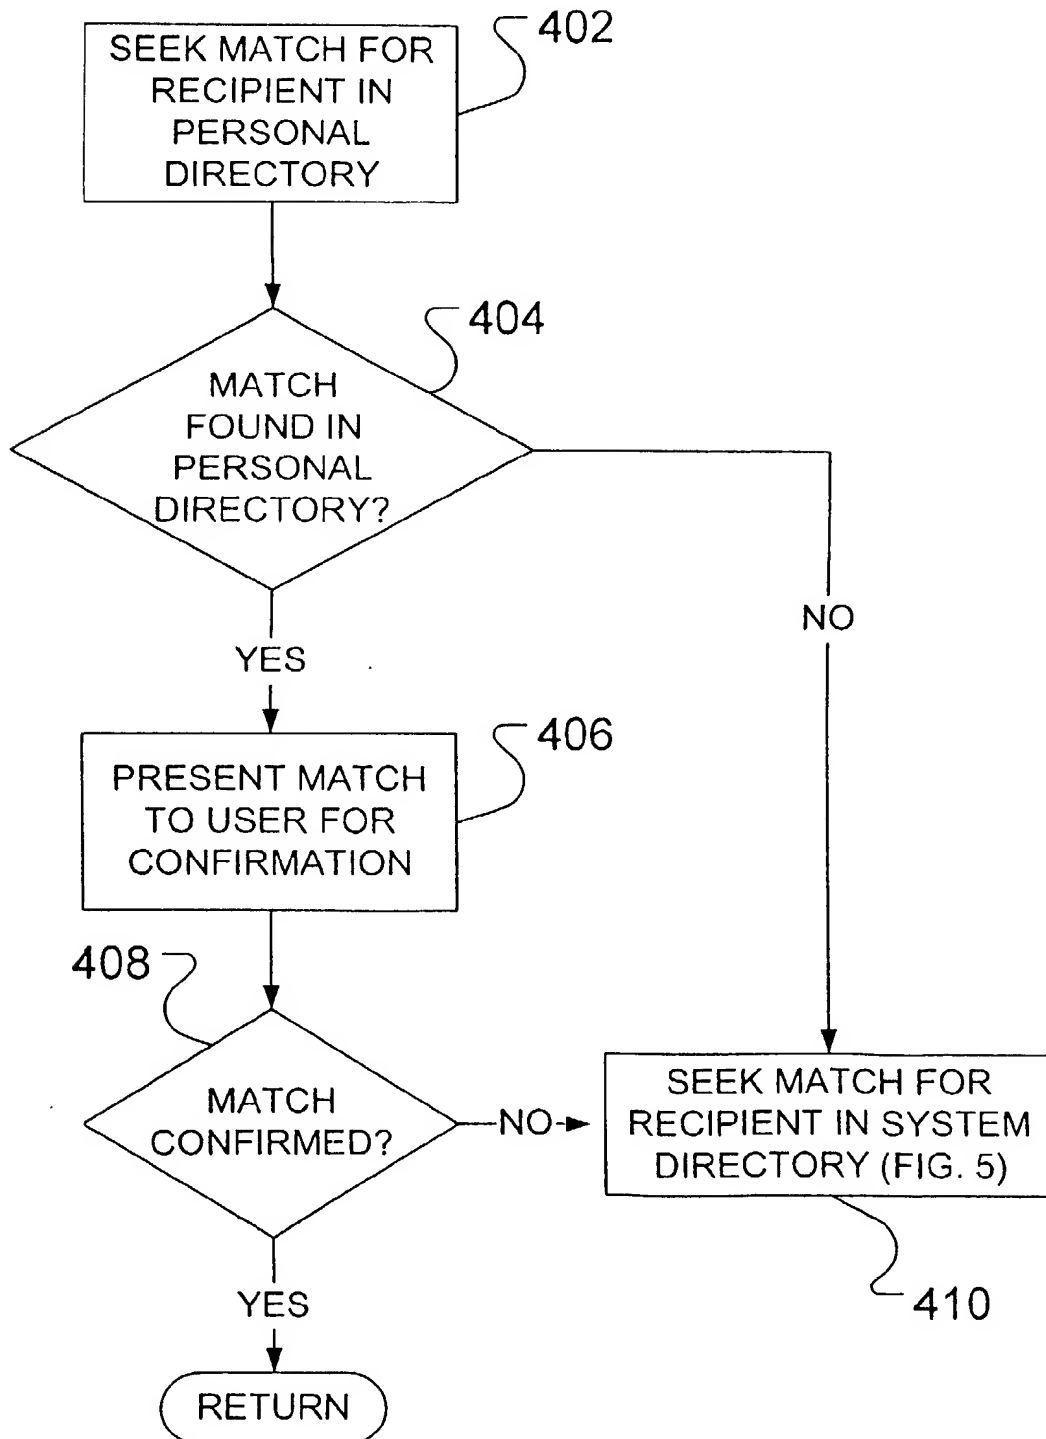 402
SEEK MATCH FOR
RECIPIENT IN
PERSONAL
DIRECTORY
404
MATCH
FOUND IN
PERSONAL
DIRECTORY?
NO
YES
406
PRESENT MATCH
TO USER FOR
CONFIRMATION
408
MATCH
CONFIRMED?
NO
SEEK MATCH FOR
RECIPIENT IN SYSTEM
DIRECTORY (FIG. 5)
410
YES
RETURN